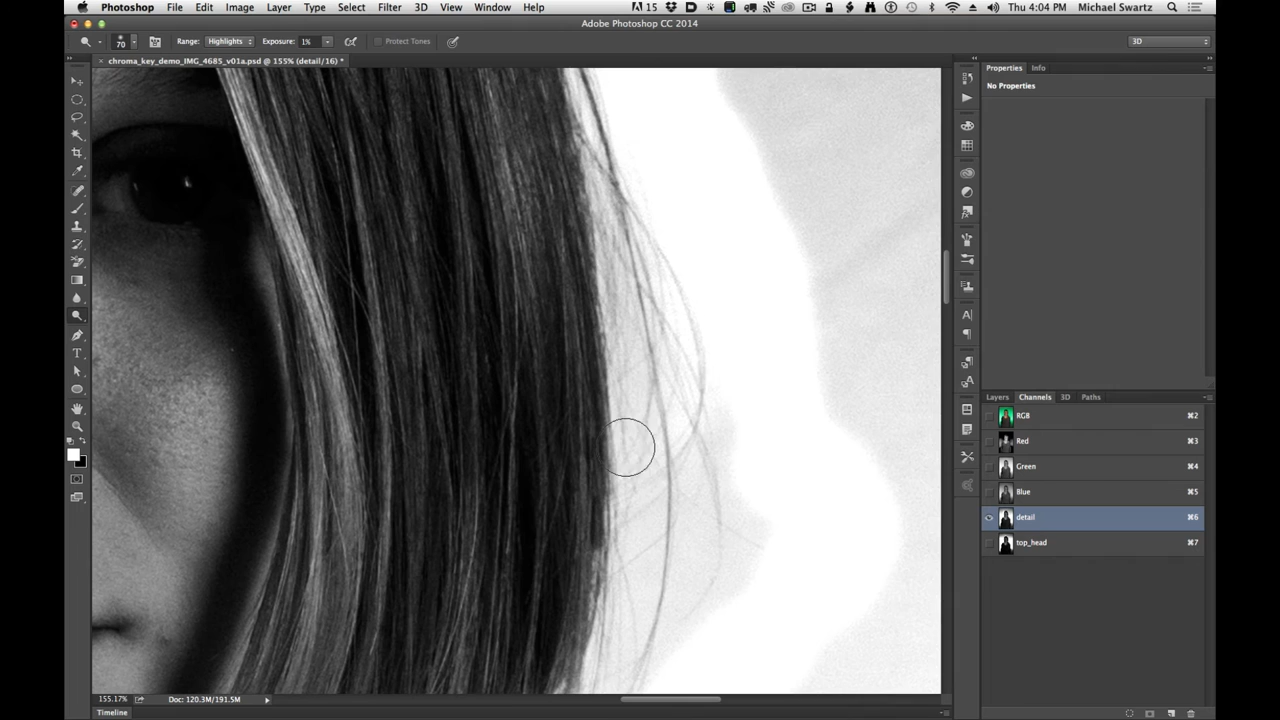 Photoshop File Edit Image Layer Type Select Filter 3D View Window Help 15 Thu 4:04 PM Michael Swartz
Adobe Photoshop CC 2014
70 Range: Highlights Exposure: 1% Protect Tones 3D
chroma_key_demo_IMG_4685_v01a.psd @ 155% (detail/16) *
Properties Info
No Properties
Layers Channels 3D Paths
RGB ⌘2
Red ⌘3
Green ⌘4
Blue ⌘5
detail ⌘6
top_head ⌘7
155.17% Doc: 120.3M/191.5M
Timeline